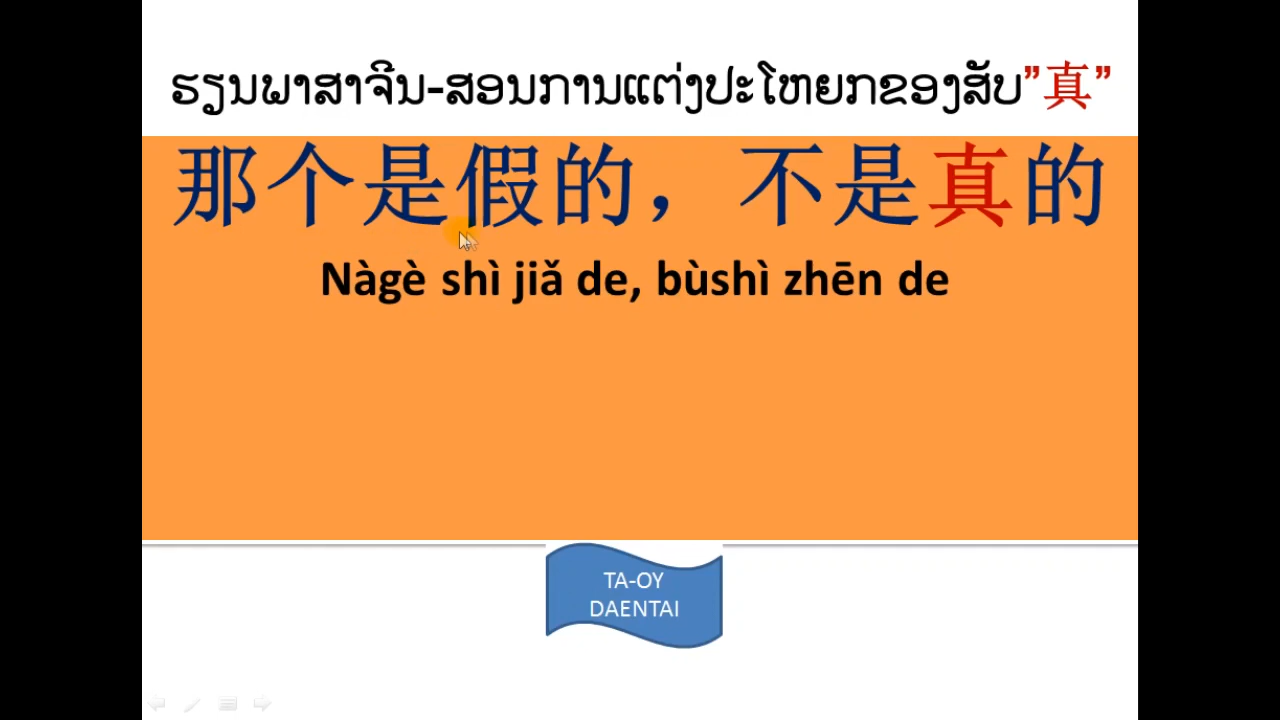 ຮຽນພາສາຈີນ-ສອນການແຕ່ງປະໂຫຍກຂອງສັບ”真”
那个是假的，不是真的
Nàgè shì jiǎ de, bùshì zhēn de
TA-OY
DAENTAI